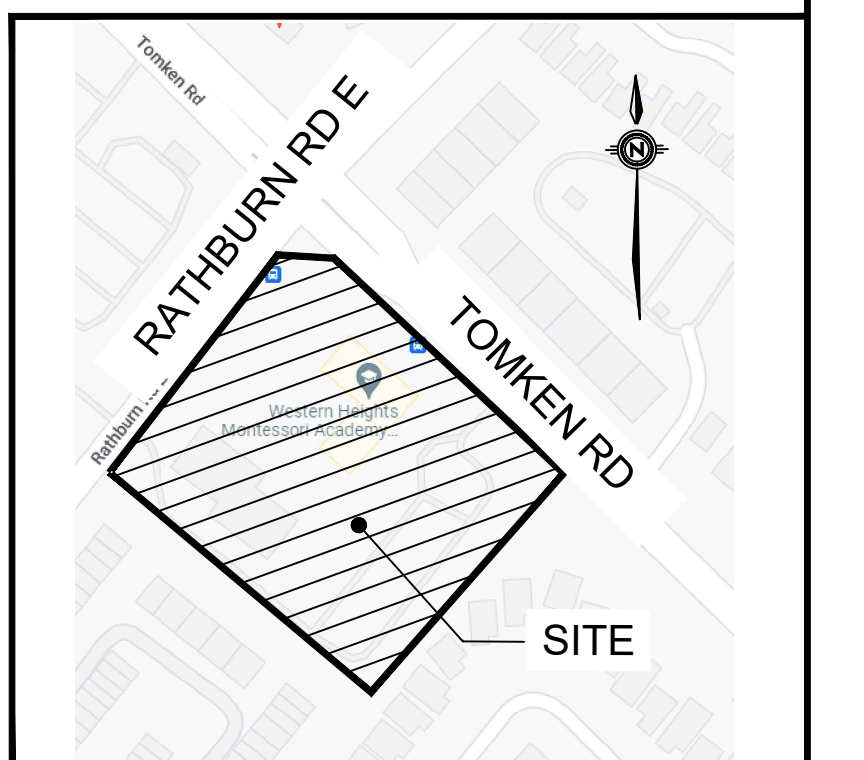 Tomken Rd
RATHBURN RD E
N
TOMKEN RD
Western Heights
Montessori Academy...
Rathburn
SITE